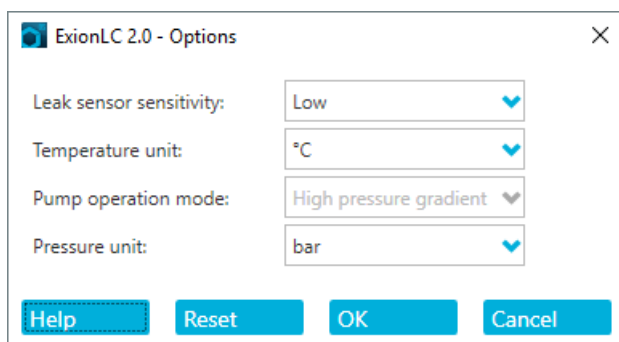 ExionLC 2.0 - Options
Leak sensor sensitivity: Low
Temperature unit: °C
Pump operation mode: High pressure gradient
Pressure unit: bar
Help Reset OK Cancel